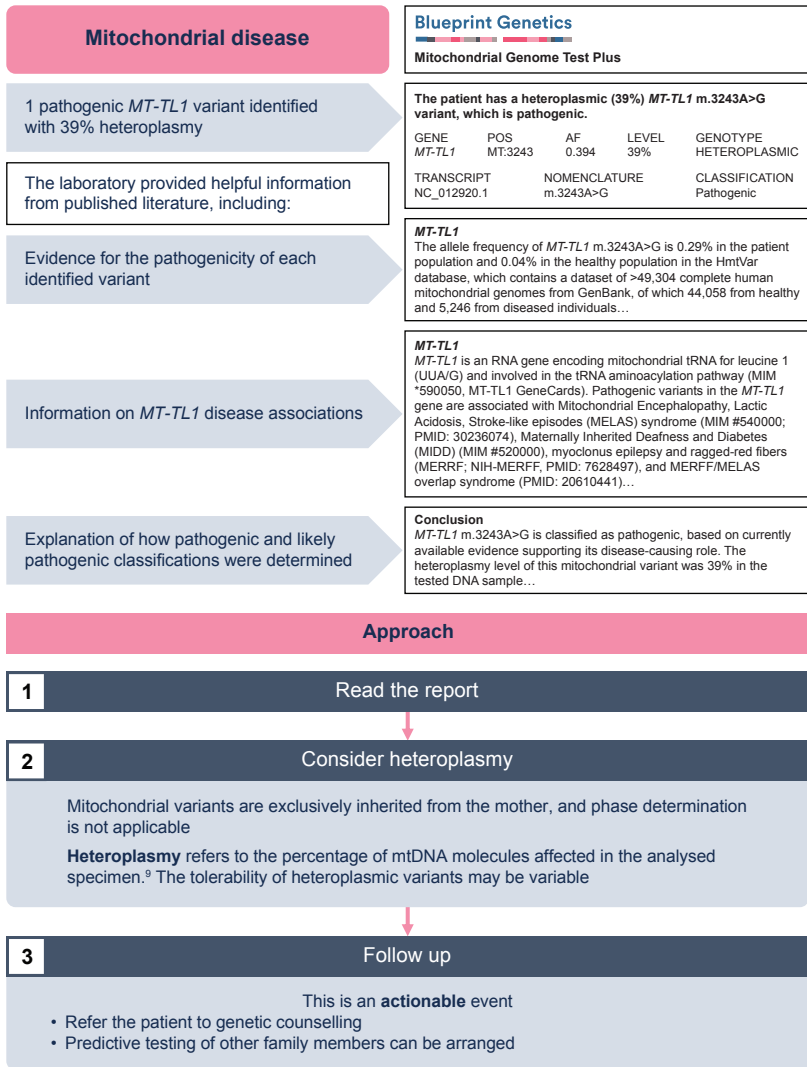 Mitochondrial disease
Blueprint Genetics
Mitochondrial Genome Test Plus
1 pathogenic MT-TL1 variant identified
with 39% heteroplasmy
The patient has a heteroplasmic (39%) MT-TL1 m.3243A>G
variant, which is pathogenic.
GENE POS AF LEVEL GENOTYPE
MT-TL1 MT:3243 0.394 39% HETEROPLASMIC
TRANSCRIPT NOMENCLATURE CLASSIFICATION
NC_012920.1 m.3243A>G Pathogenic
The laboratory provided helpful information
from published literature, including:
Evidence for the pathogenicity of each
identified variant
MT-TL1
The allele frequency of MT-TL1 m.3243A>G is 0.29% in the patient
population and 0.04% in the healthy population in the HmtVar
database, which contains a dataset of >49,304 complete human
mitochondrial genomes from GenBank, of which 44,058 from healthy
and 5,246 from diseased individuals…
Information on MT-TL1 disease associations
MT-TL1
MT-TL1 is an RNA gene encoding mitochondrial tRNA for leucine 1
(UUA/G) and involved in the tRNA aminoacylation pathway (MIM
*590050, MT-TL1 GeneCards). Pathogenic variants in the MT-TL1
gene are associated with Mitochondrial Encephalopathy, Lactic
Acidosis, Stroke-like episodes (MELAS) syndrome (MIM #540000;
PMID: 30236074), Maternally Inherited Deafness and Diabetes
(MIDD) (MIM #520000), myoclonus epilepsy and ragged-red fibers
(MERRF; NIH-MERFF, PMID: 7628497), and MERFF/MELAS
overlap syndrome (PMID: 20610441)…
Explanation of how pathogenic and likely
pathogenic classifications were determined
Conclusion
MT-TL1 m.3243A>G is classified as pathogenic, based on currently
available evidence supporting its disease-causing role. The
heteroplasmy level of this mitochondrial variant was 39% in the
tested DNA sample…
Approach
1 Read the report
2 Consider heteroplasmy
Mitochondrial variants are exclusively inherited from the mother, and phase determination
is not applicable
Heteroplasmy refers to the percentage of mtDNA molecules affected in the analysed
specimen.⁹ The tolerability of heteroplasmic variants may be variable
3 Follow up
This is an actionable event
• Refer the patient to genetic counselling
• Predictive testing of other family members can be arranged